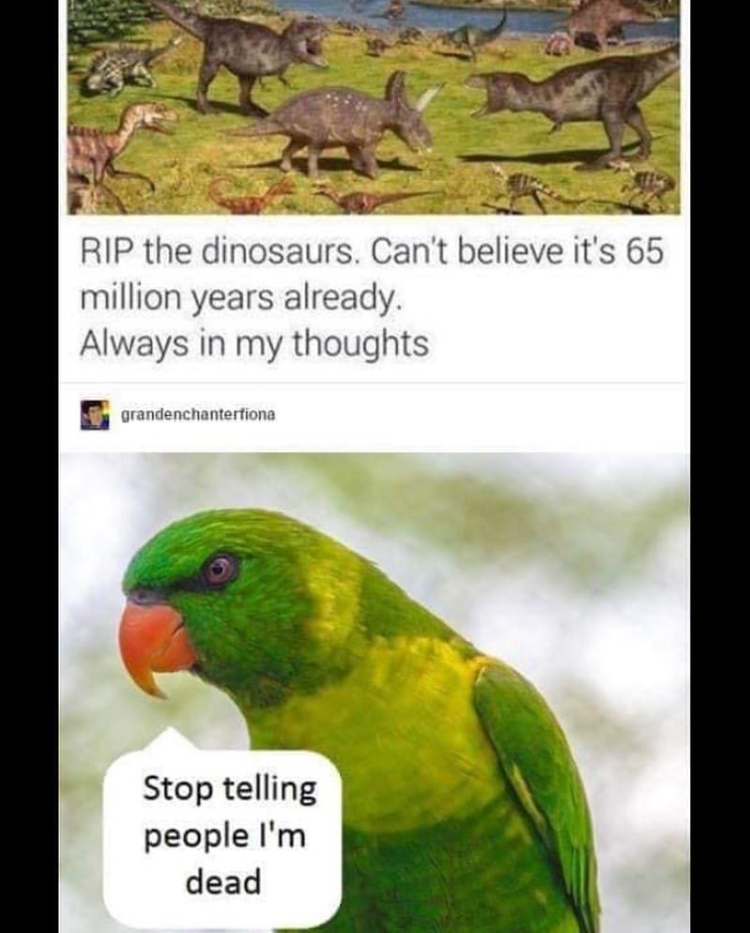 RIP the dinosaurs. Can't believe it's 65
million years already.
Always in my thoughts
grandenchanterfiona
Stop telling
people I'm
dead